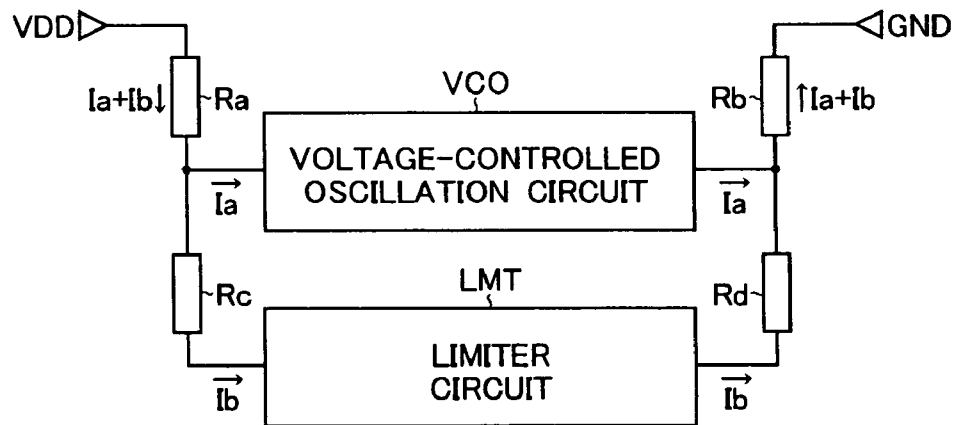 VDD
GND
VCO
Ia+Ib↓
Ra
Rb
↑Ia+Ib
VOLTAGE-CONTROLLED
OSCILLATION CIRCUIT
Ia
Ia
LMT
Rc
Rd
LIMITER
CIRCUIT
Ib
Ib